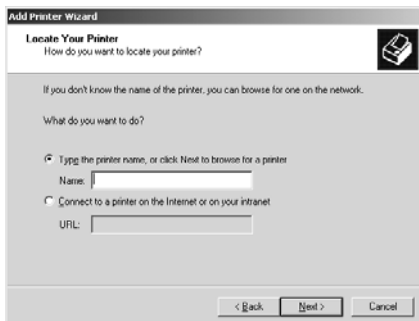 Add Printer Wizard
Locate Your Printer
How do you want to locate your printer?
If you don't know the name of the printer, you can browse for one on the network.
What do you want to do?
Type the printer name, or click Next to browse for a printer
Name:
Connect to a printer on the Internet or on your intranet
URL:
< Back Next > Cancel